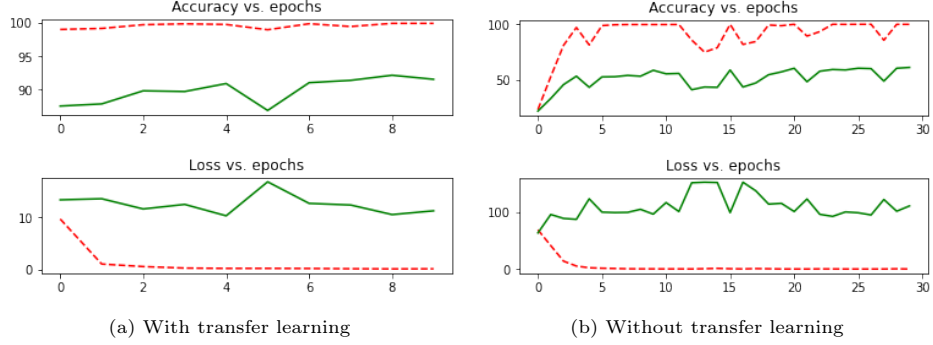 Accuracy vs. epochs
100
95
90
0 2 4 6 8
Loss vs. epochs
10
0
0 2 4 6 8
(a) With transfer learning
Accuracy vs. epochs
100
50
0 5 10 15 20 25 30
Loss vs. epochs
100
0
0 5 10 15 20 25 30
(b) Without transfer learning